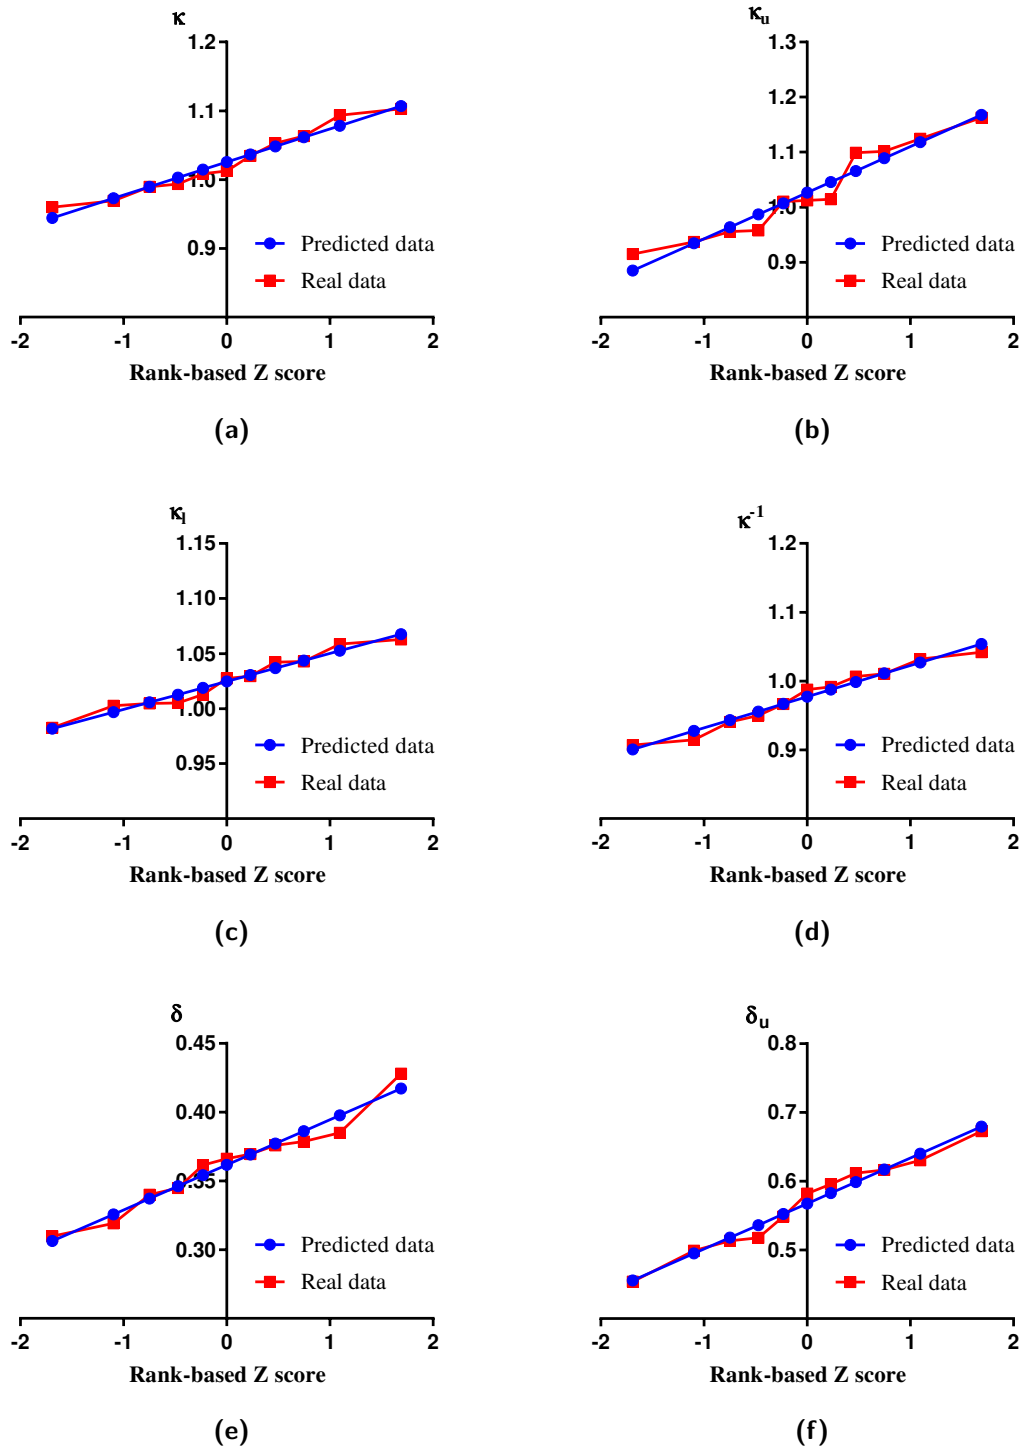 κ
1.2
1.1
1.0
0.9
Predicted data
Real data
-2 -1 0 1 2
Rank-based Z score
(a)
κu
1.3
1.2
1.1
1.0
0.9
Predicted data
Real data
-2 -1 0 1 2
Rank-based Z score
(b)
κl
1.15
1.10
1.05
1.00
0.95
Predicted data
Real data
-2 -1 0 1 2
Rank-based Z score
(c)
κ-1
1.2
1.1
1.0
0.9
Predicted data
Real data
-2 -1 0 1 2
Rank-based Z score
(d)
δ
0.45
0.40
0.35
0.30
Predicted data
Real data
-2 -1 0 1 2
Rank-based Z score
(e)
δu
0.8
0.7
0.6
0.5
Predicted data
Real data
-2 -1 0 1 2
Rank-based Z score
(f)